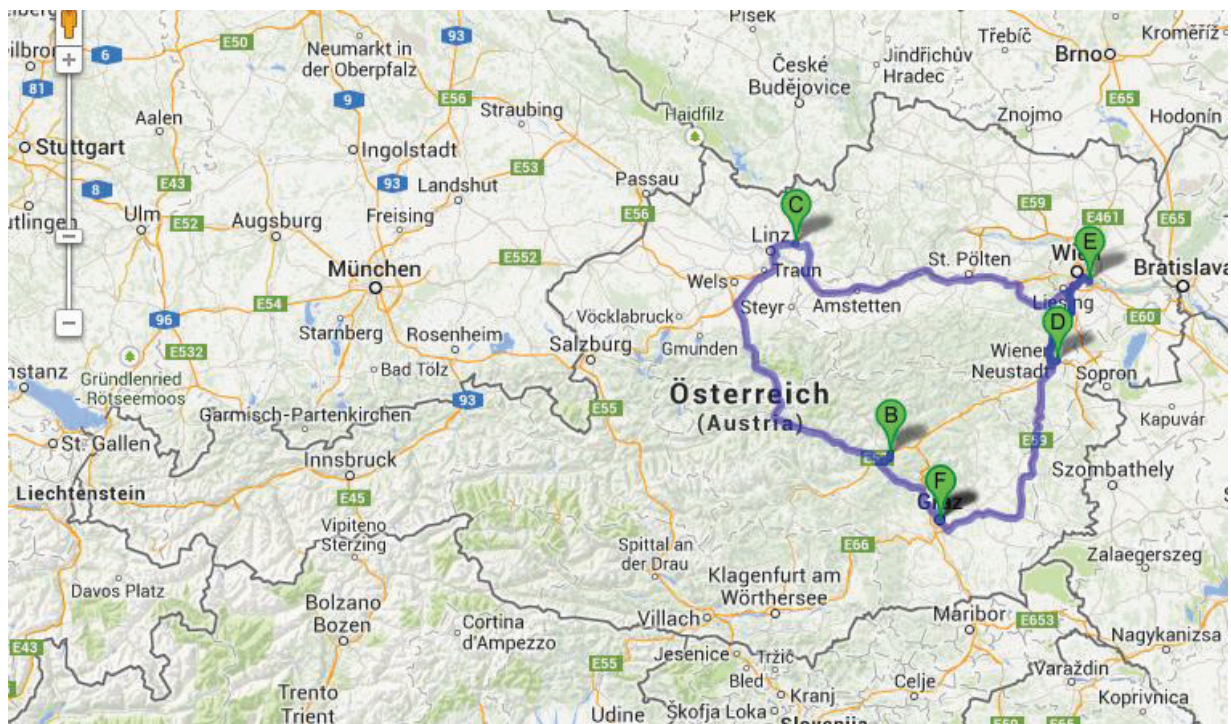 Písek
Třebíč
Kroměříž
E50
Neumarkt in
der Oberpfalz
93
6
Jindřichův
Hradec
Brno
81
České
Budějovice
9
E56
E65
Aalen
Straubing
Haidfilz
Znojmo
Hodonín
Stuttgart
Ingolstadt
E53
E43
93
Landshut
Passau
8
C
E59
E461
E65
Ulm
E52
Augsburg
Freising
E56
Linz
E
St. Pölten
Wien
München
E552
Traun
Bratislava
Wels
Liesing
E54
Steyr
Amstetten
D
96
Starnberg
Rosenheim
Vöcklabruck
E60
E532
Salzburg
Gmunden
Wiener
Neustadt
Bad Tölz
Sopron
Gründlenried
- Rötseemoos
Österreich
(Austria)
93
E55
B
Garmisch-Partenkirchen
Kapuvár
St. Gallen
E59
Innsbruck
Szombathely
F
Liechtenstein
E45
Graz
Vipiteno
Sterzing
E66
Spittal an
der Drau
Zalaegerszeg
Davos Platz
Klagenfurt am
Wörthersee
Bolzano
Bozen
Cortina
d'Ampezzo
Villach
Maribor
E653
E43
Nagykanizsa
E55
Jesenice
Tržič
Varaždin
Bled
Celje
Trento
Trient
Kranj
Koprivnica
Udine
Škofja Loka